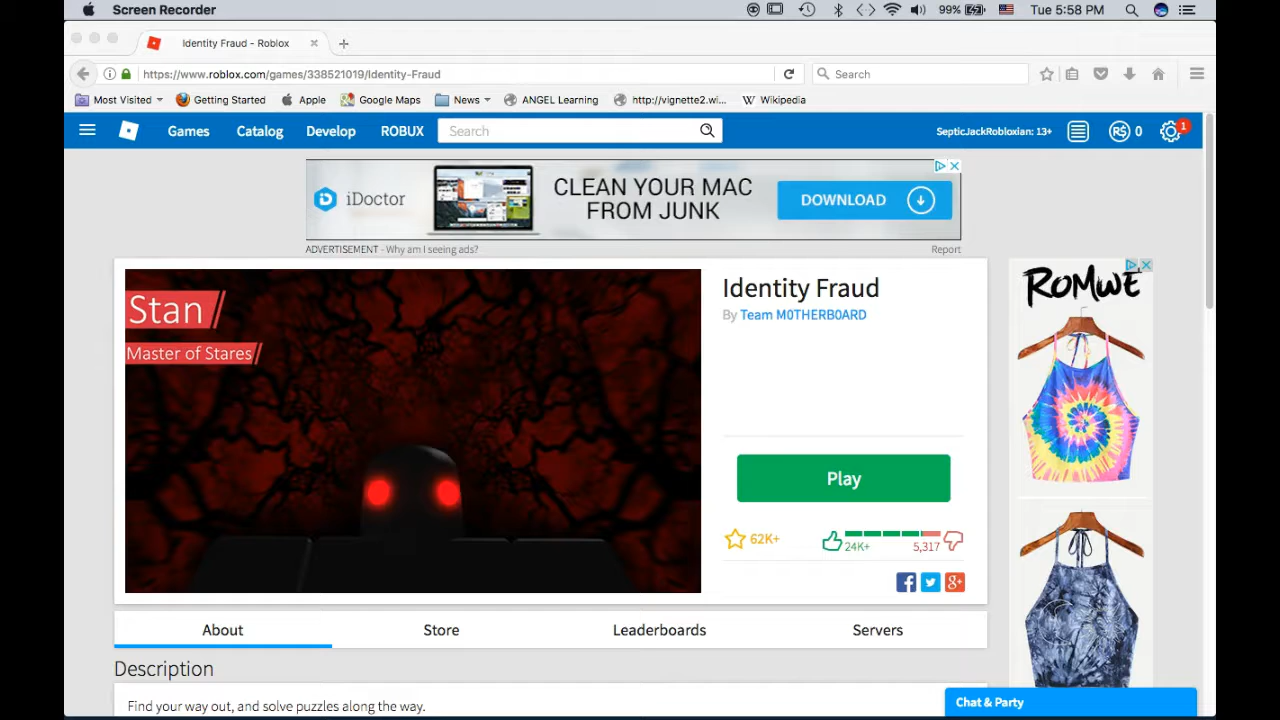 Screen Recorder
99%
Tue 5:58 PM
Identity Fraud - Roblox
https://www.roblox.com/games/338521019/Identity-Fraud
Search
Most Visited
Getting Started
Apple
Google Maps
News
ANGEL Learning
http://vignette2.wi...
Wikipedia
Games
Catalog
Develop
ROBUX
Search
SepticJackRobloxian: 13+
R$ 0
1
iDoctor
CLEAN YOUR MAC
FROM JUNK
DOWNLOAD
ADVERTISEMENT - Why am I seeing ads?
Report
Stan
Master of Stares
Identity Fraud
By Team M0THERB0ARD
Play
62K+
24K+
5,317
ROMWE
About
Store
Leaderboards
Servers
Description
Find your way out, and solve puzzles along the way.
Chat & Party